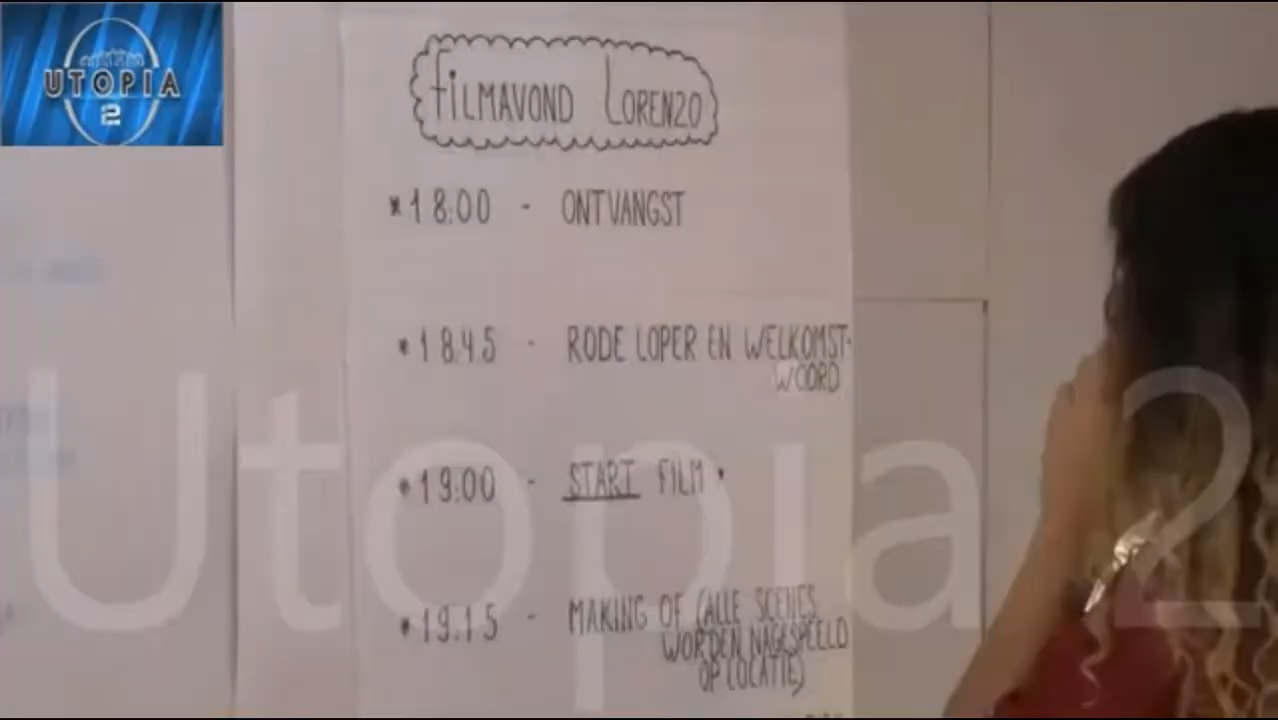 UTOPIA
2
FILMAVOND LORENZO
*18:00 - ONTVANGST
*18:45 - RODE LOPER EN WELKOMST-
WOORD
*19:00 - START FILM
*19:15 - MAKING OF (ALLE SCENES
WORDEN NAGESPEELD
OP LOCATIE)
Utopia 2